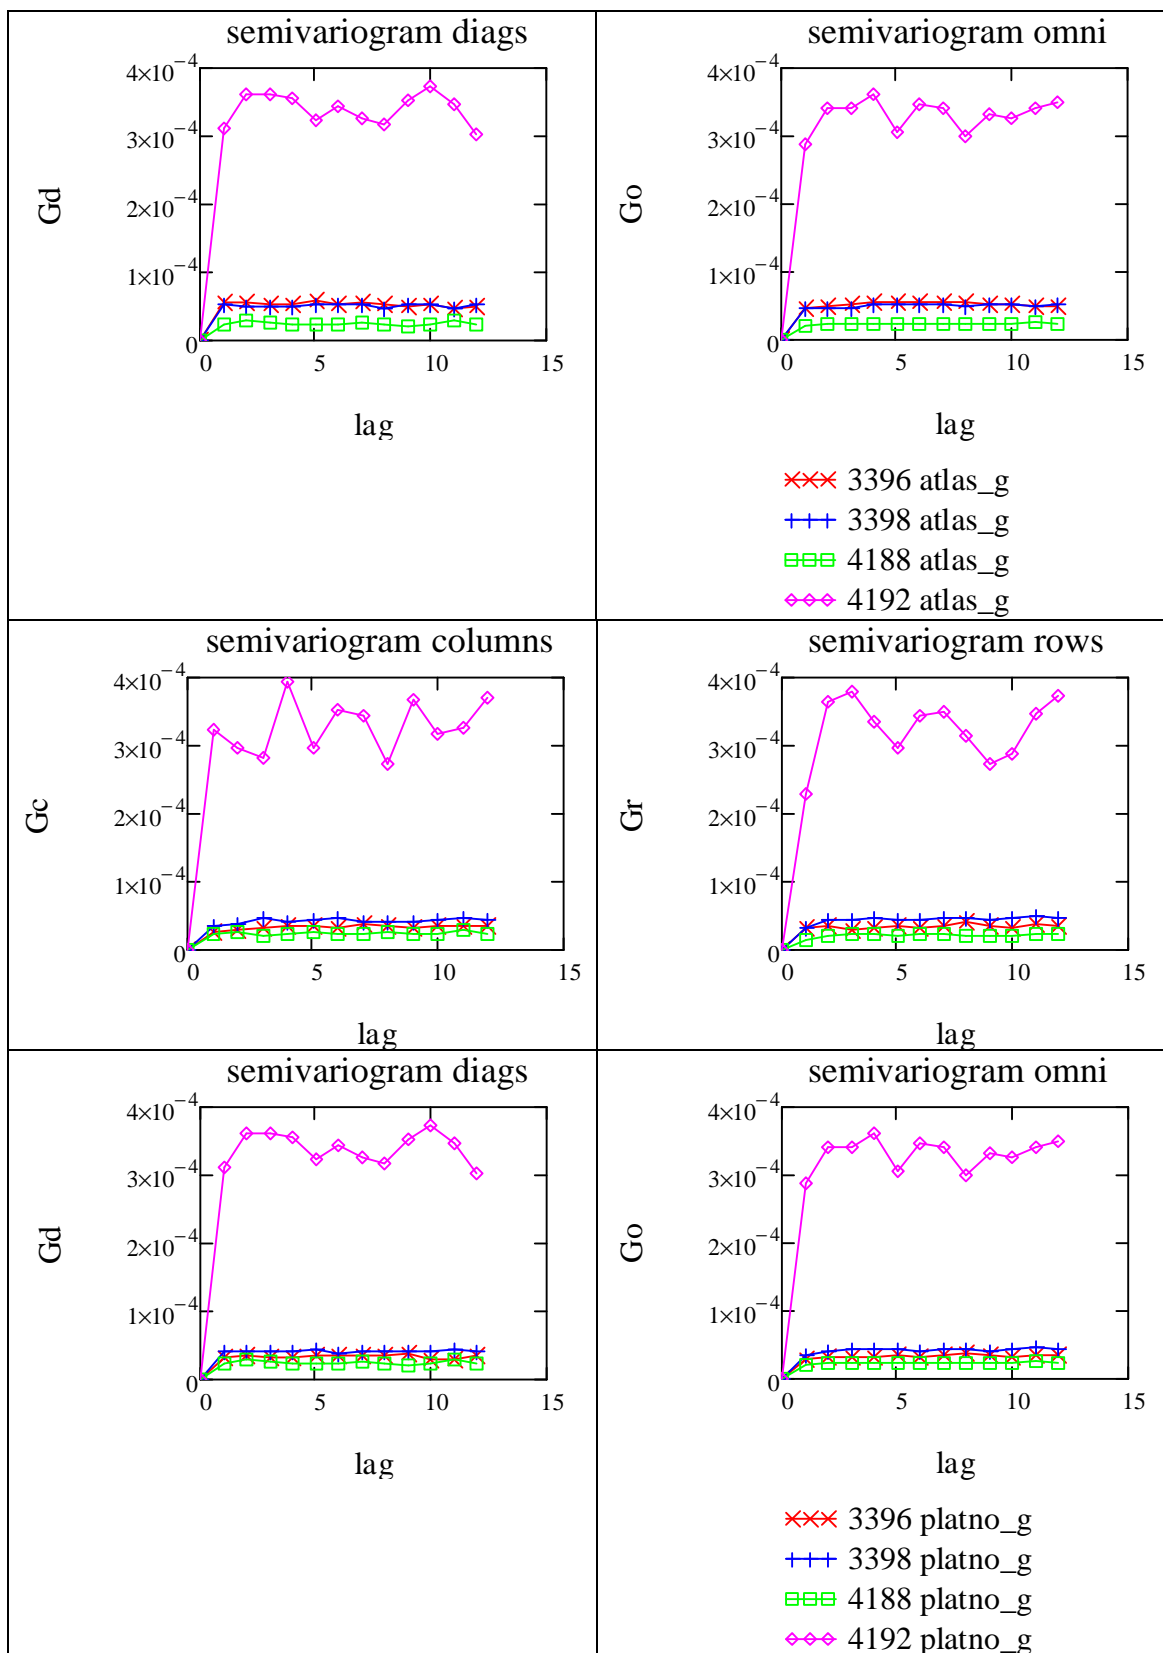 semivariogram diags
4×10⁻⁴
3×10⁻⁴
2×10⁻⁴
1×10⁻⁴
0
Gd
0 5 10 15
lag
semivariogram omni
4×10⁻⁴
3×10⁻⁴
2×10⁻⁴
1×10⁻⁴
0
Go
0 5 10 15
lag
3396 atlas_g
3398 atlas_g
4188 atlas_g
4192 atlas_g
semivariogram columns
4×10⁻⁴
3×10⁻⁴
2×10⁻⁴
1×10⁻⁴
0
Gc
0 5 10 15
lag
semivariogram rows
4×10⁻⁴
3×10⁻⁴
2×10⁻⁴
1×10⁻⁴
0
Gr
0 5 10 15
lag
semivariogram diags
4×10⁻⁴
3×10⁻⁴
2×10⁻⁴
1×10⁻⁴
0
Gd
0 5 10 15
lag
semivariogram omni
4×10⁻⁴
3×10⁻⁴
2×10⁻⁴
1×10⁻⁴
0
Go
0 5 10 15
lag
3396 platno_g
3398 platno_g
4188 platno_g
4192 platno_g